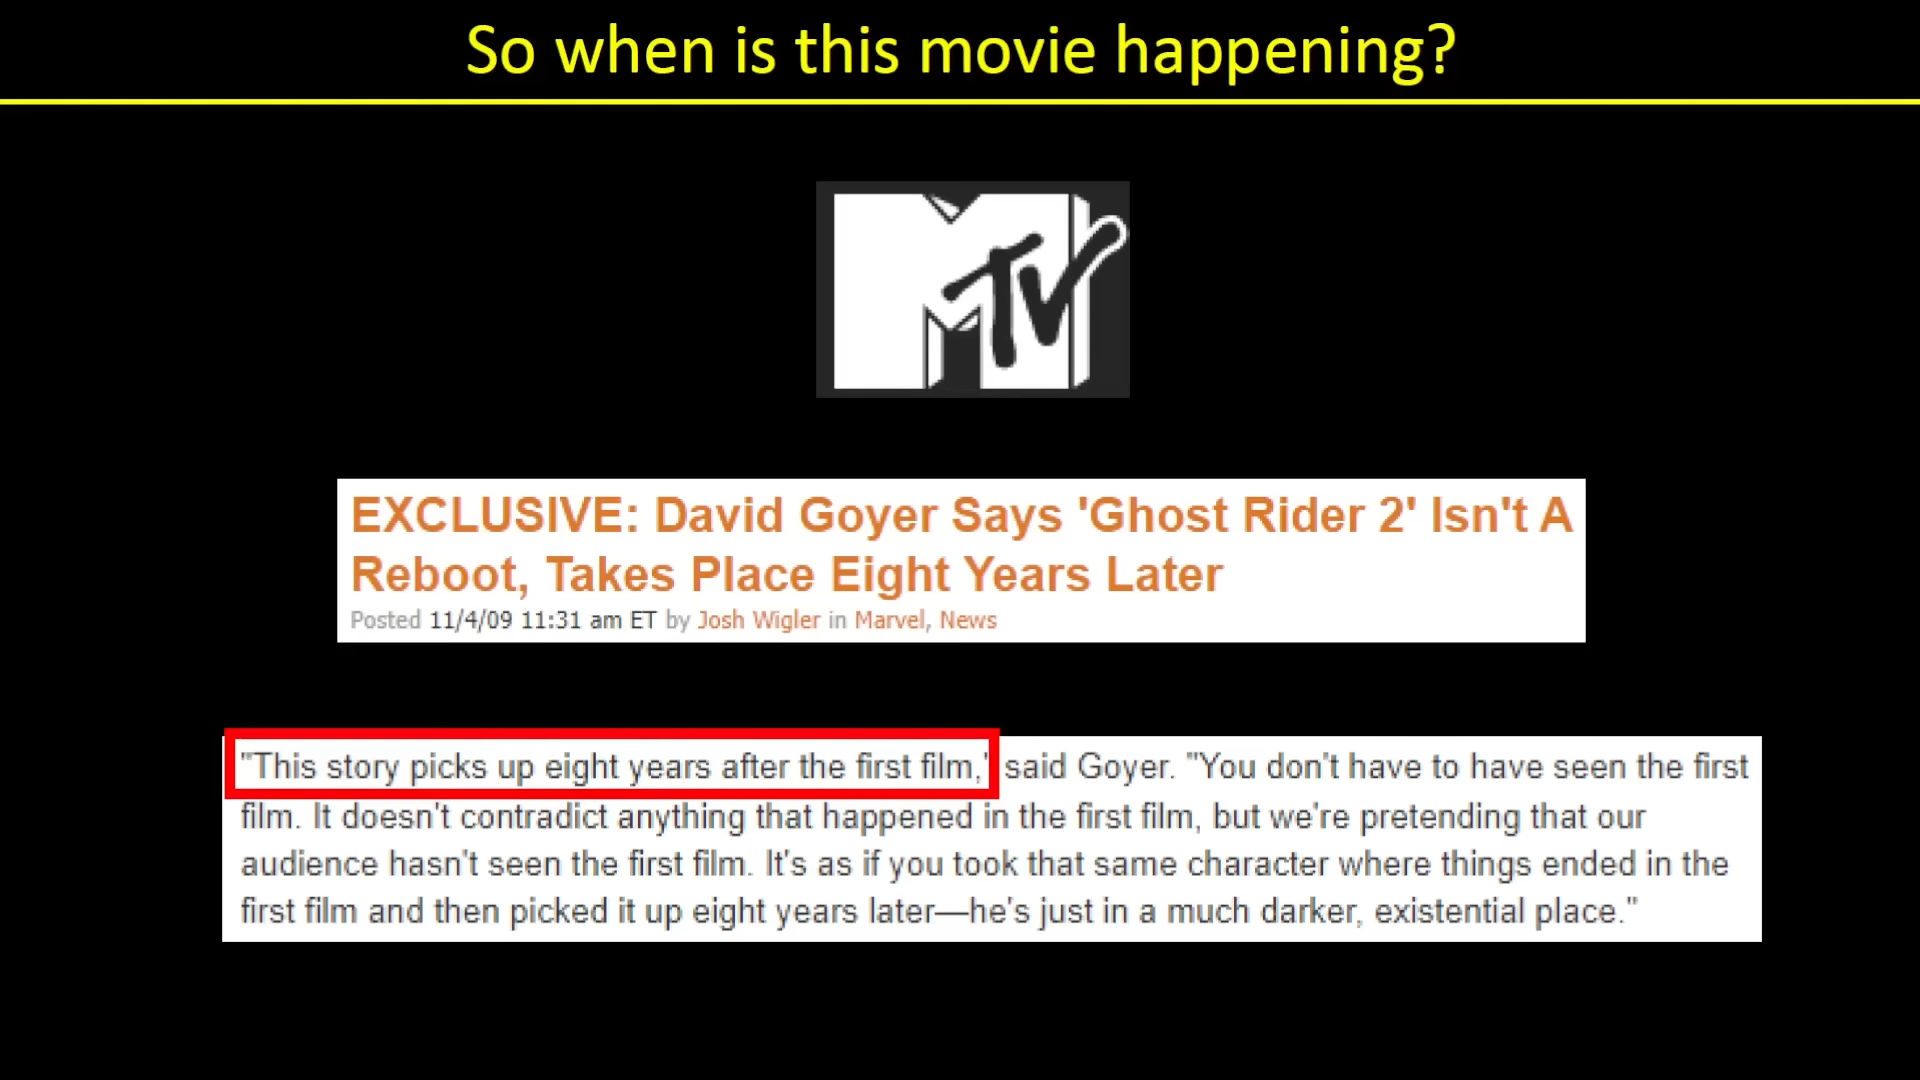 So when is this movie happening?
MTV
EXCLUSIVE: David Goyer Says 'Ghost Rider 2' Isn't A
Reboot, Takes Place Eight Years Later
Posted 11/4/09 11:31 am ET by Josh Wigler in Marvel, News
"This story picks up eight years after the first film," said Goyer. "You don't have to have seen the first
film. It doesn't contradict anything that happened in the first film, but we're pretending that our
audience hasn't seen the first film. It's as if you took that same character where things ended in the
first film and then picked it up eight years later—he's just in a much darker, existential place."